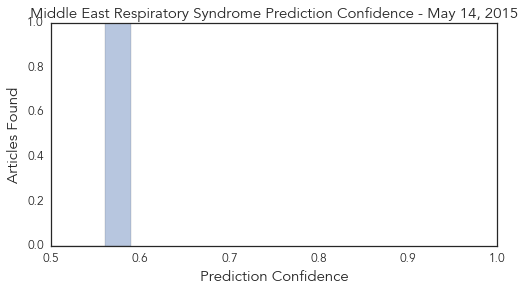 Middle East Respiratory Syndrome Prediction Confidence - May 14, 2015
1.0
0.8
0.6
0.4
0.2
0.0
Articles Found
0.5 0.6 0.7 0.8 0.9 1.0
Prediction Confidence